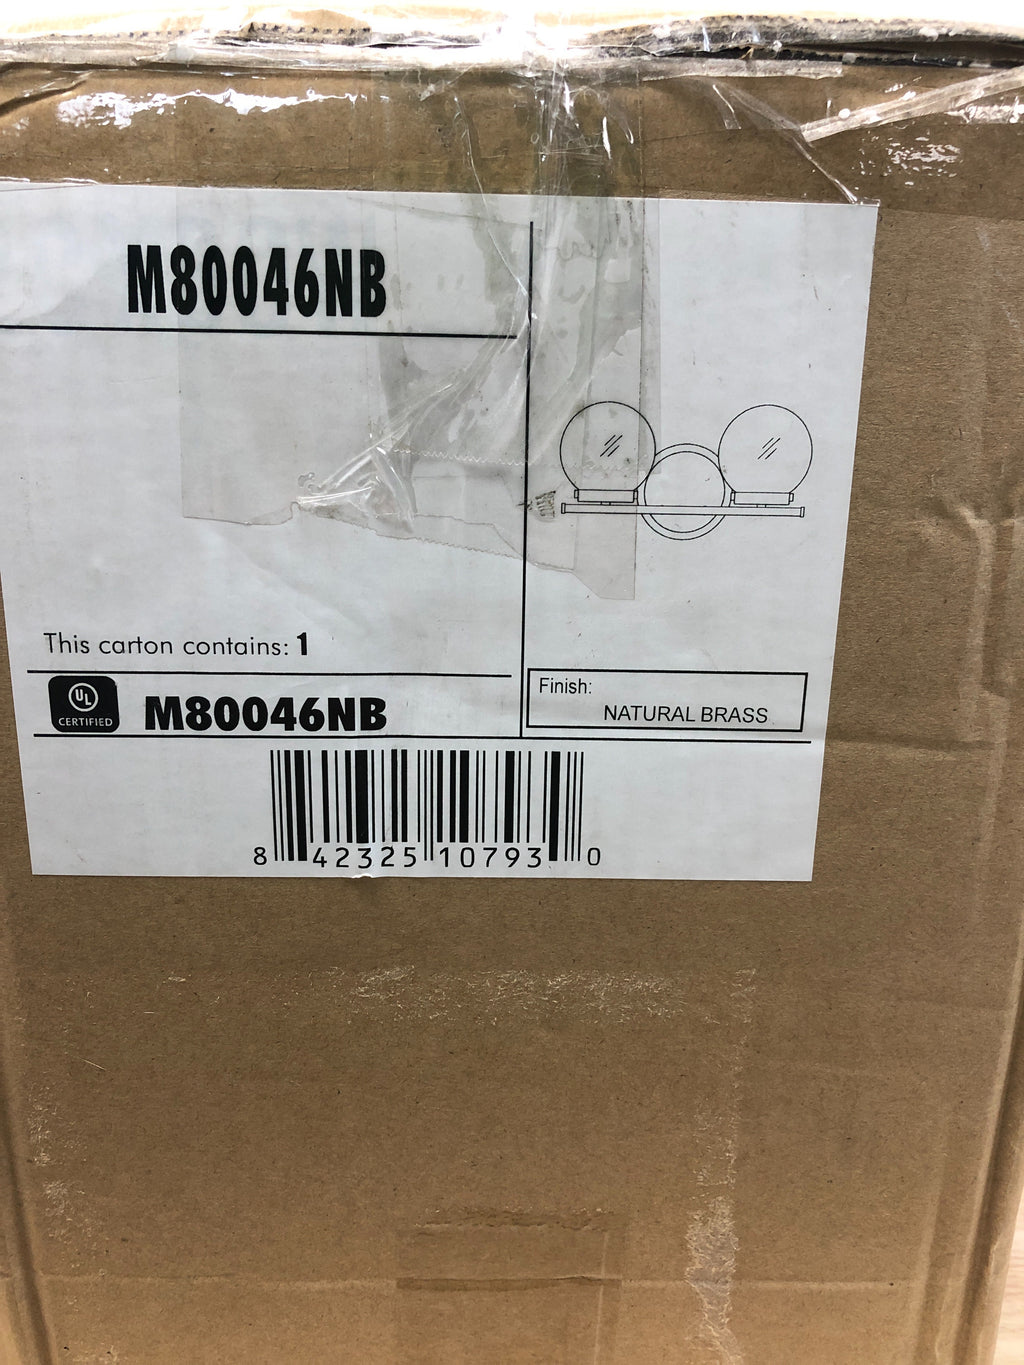 M80046NB
This carton contains: 1
UL
CERTIFIED
M80046NB
Finish:
NATURAL BRASS
8 42325 10793 0